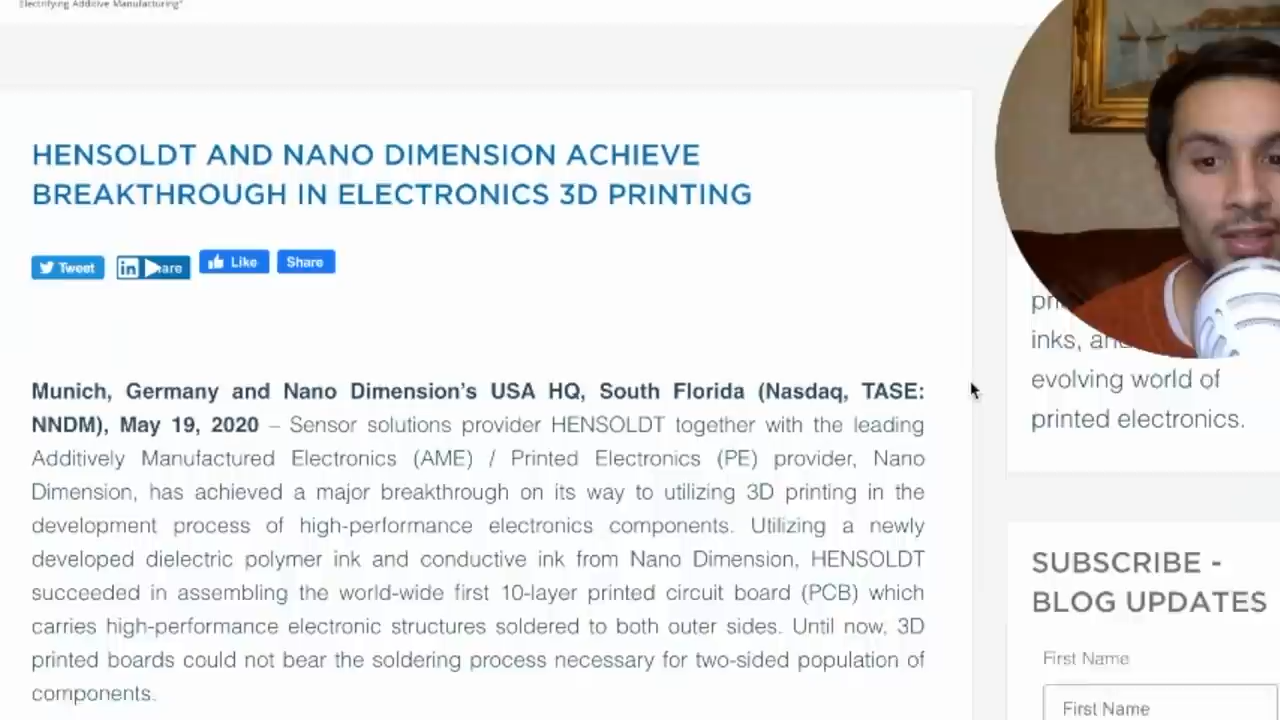 Electrifying Additive Manufacturing®
HENSOLDT AND NANO DIMENSION ACHIEVE
BREAKTHROUGH IN ELECTRONICS 3D PRINTING
Tweet
in
Like
Share
Munich, Germany and Nano Dimension's USA HQ, South Florida (Nasdaq, TASE:
NNDM), May 19, 2020 – Sensor solutions provider HENSOLDT together with the leading
Additively Manufactured Electronics (AME) / Printed Electronics (PE) provider, Nano
Dimension, has achieved a major breakthrough on its way to utilizing 3D printing in the
development process of high-performance electronics components. Utilizing a newly
developed dielectric polymer ink and conductive ink from Nano Dimension, HENSOLDT
succeeded in assembling the world-wide first 10-layer printed circuit board (PCB) which
carries high-performance electronic structures soldered to both outer sides. Until now, 3D
printed boards could not bear the soldering process necessary for two-sided population of
components.
inks,
evolving world of
printed electronics.
SUBSCRIBE -
BLOG UPDATES
First Name
First Name